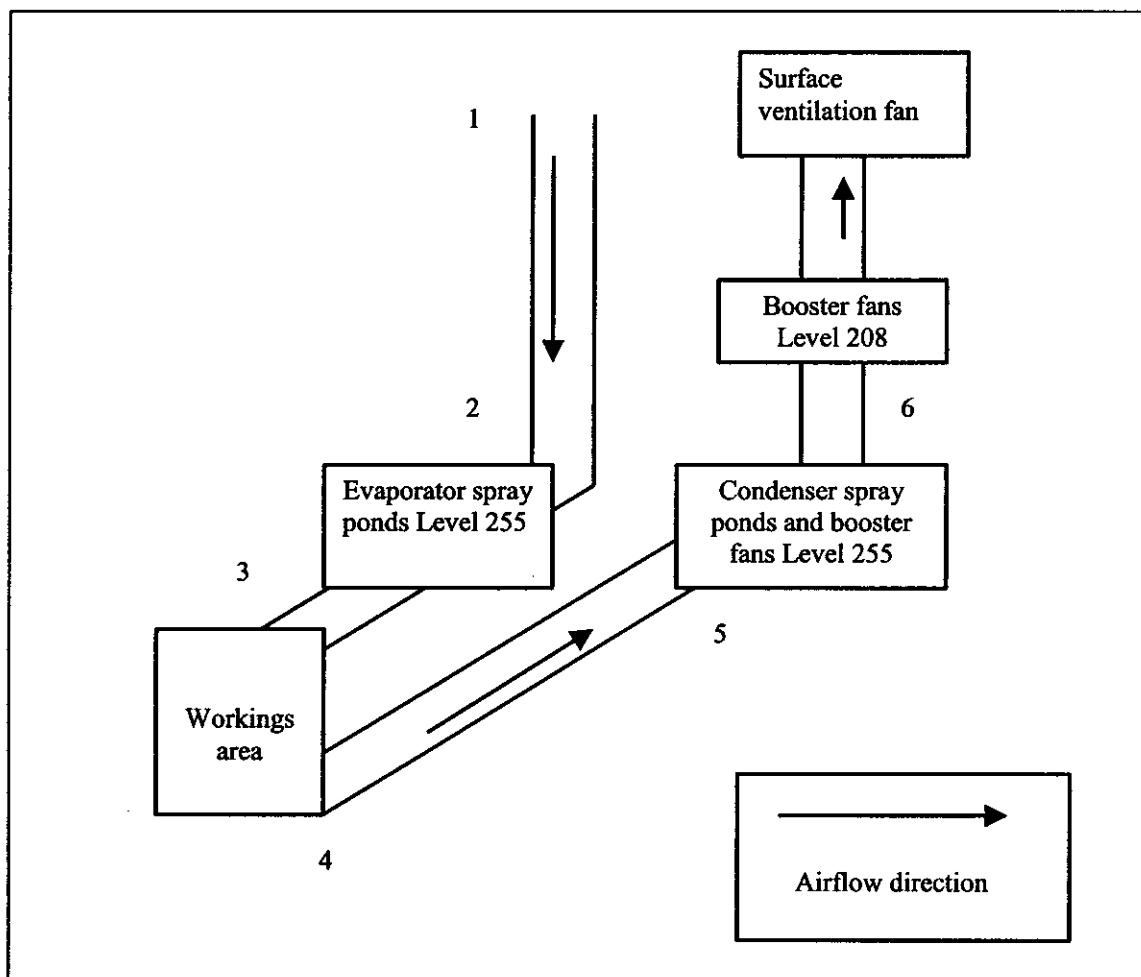 Surface
ventilation fan
1
Booster fans
Level 208
2
6
Evaporator spray
ponds Level 255
Condenser spray
ponds and booster
fans Level 255
3
5
Workings
area
4
Airflow direction